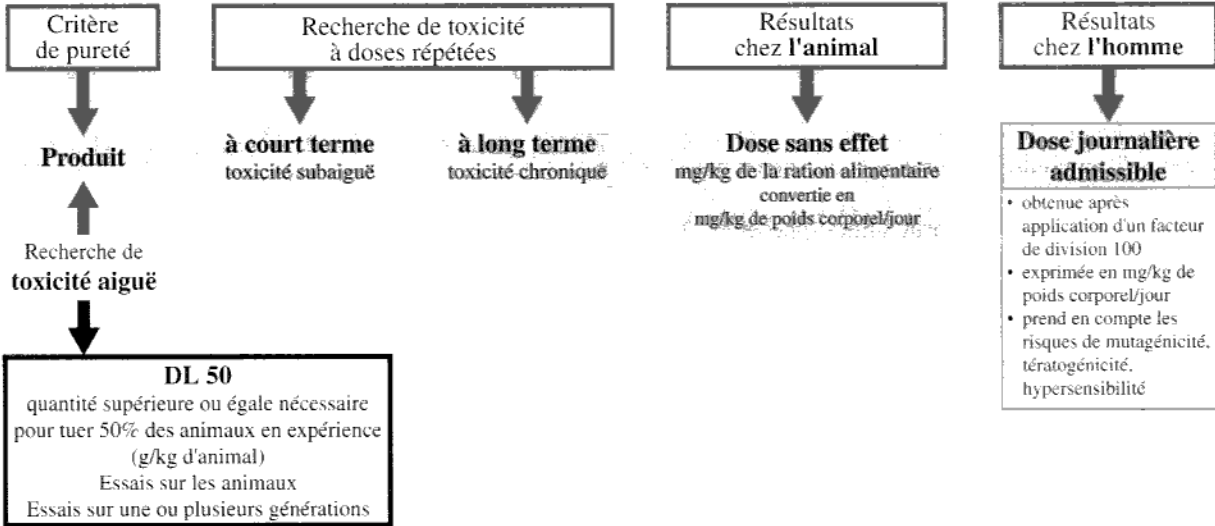 Critère
de pureté
Produit
Recherche de
toxicité aiguë
DL 50
quantité supérieure ou égale nécessaire
pour tuer 50% des animaux en expérience
(g/kg d'animal)
Essais sur les animaux
Essais sur une ou plusieurs générations
Recherche de toxicité
à doses répétées
à court terme
toxicité subaiguë
à long terme
toxicité chronique
Résultats
chez l'animal
Dose sans effet
mg/kg de la ration alimentaire
convertie en
mg/kg de poids corporel/jour
Résultats
chez l'homme
Dose journalière
admissible
• obtenue après
application d'un facteur
de division 100
• exprimée en mg/kg de
poids corporel/jour
• prend en compte les
risques de mutagénicité,
tératogénicité,
hypersensibilité